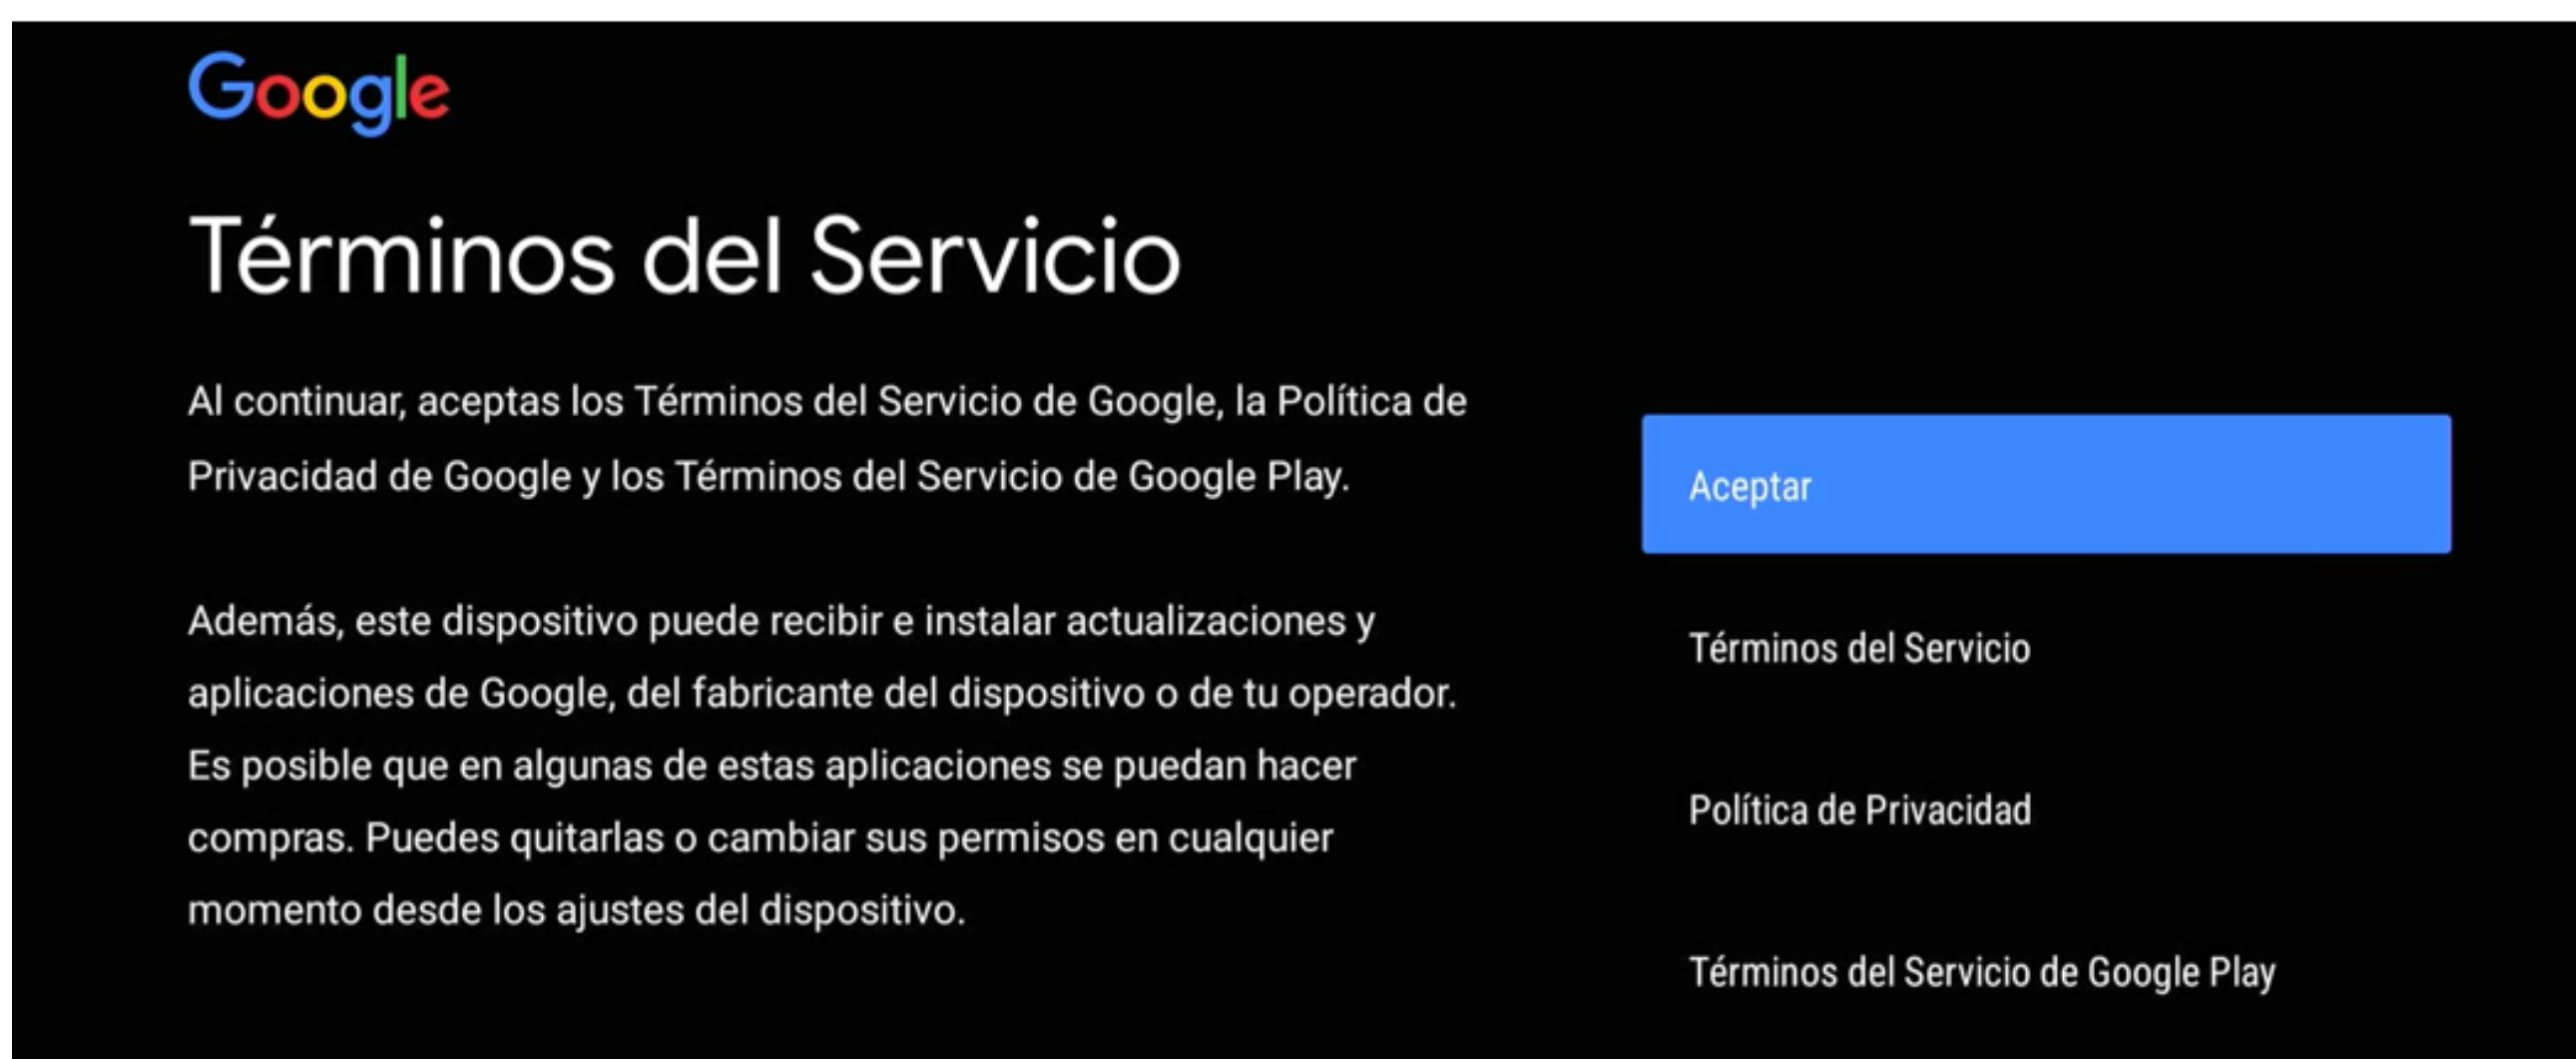 Google
Términos del Servicio
Al continuar, aceptas los Términos del Servicio de Google, la Política de
Privacidad de Google y los Términos del Servicio de Google Play.
Además, este dispositivo puede recibir e instalar actualizaciones y
aplicaciones de Google, del fabricante del dispositivo o de tu operador.
Es posible que en algunas de estas aplicaciones se puedan hacer
compras. Puedes quitarlas o cambiar sus permisos en cualquier
momento desde los ajustes del dispositivo.
Aceptar
Términos del Servicio
Política de Privacidad
Términos del Servicio de Google Play